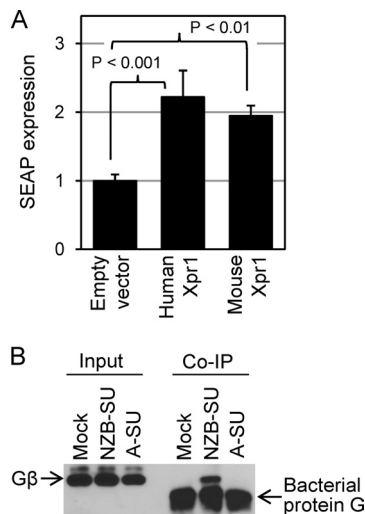 A
P < 0.01
P < 0.001
SEAP expression
3
2
1
0
Empty
vector
Human
Xpr1
Mouse
Xpr1
B
Input
Co-IP
Mock
NZB-SU
A-SU
Mock
NZB-SU
A-SU
Gβ
Bacterial
protein G